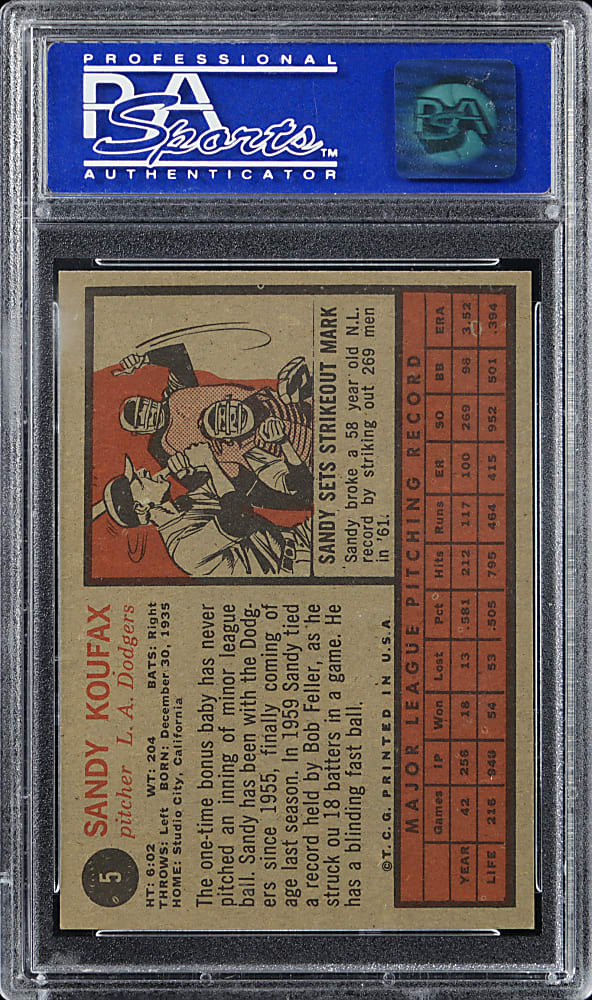 PROFESSIONAL
PSA
Sports™
AUTHENTICATOR
PSA
5
SANDY KOUFAX
pitcher L. A. Dodgers
HT: 6:02 WT: 204 BATS: Right
THROWS: Left BORN: December 30, 1935
HOME: Studio City, California
The one-time bonus baby has never
pitched an inning of minor league
ball. Sandy has been with the Dodg-
ers since 1955, finally coming of
age last season. In 1959 Sandy tied
a record held by Bob Feller, as he
struck ou 18 batters in a game. He
has a blinding fast ball.
©T.C.G. PRINTED IN U.S.A.
SANDY SETS STRIKEOUT MARK
Sandy broke a 58 year old N.L.
record by striking out 269 men
in '61.
MAJOR LEAGUE PITCHING RECORD
Games IP Won Lost Pct Hits Runs ER SO BB ERA
YEAR 42 256 18 13 .581 212 117 100 269 96 3.52
LIFE 216 948 54 53 .505 795 464 415 952 501 .394